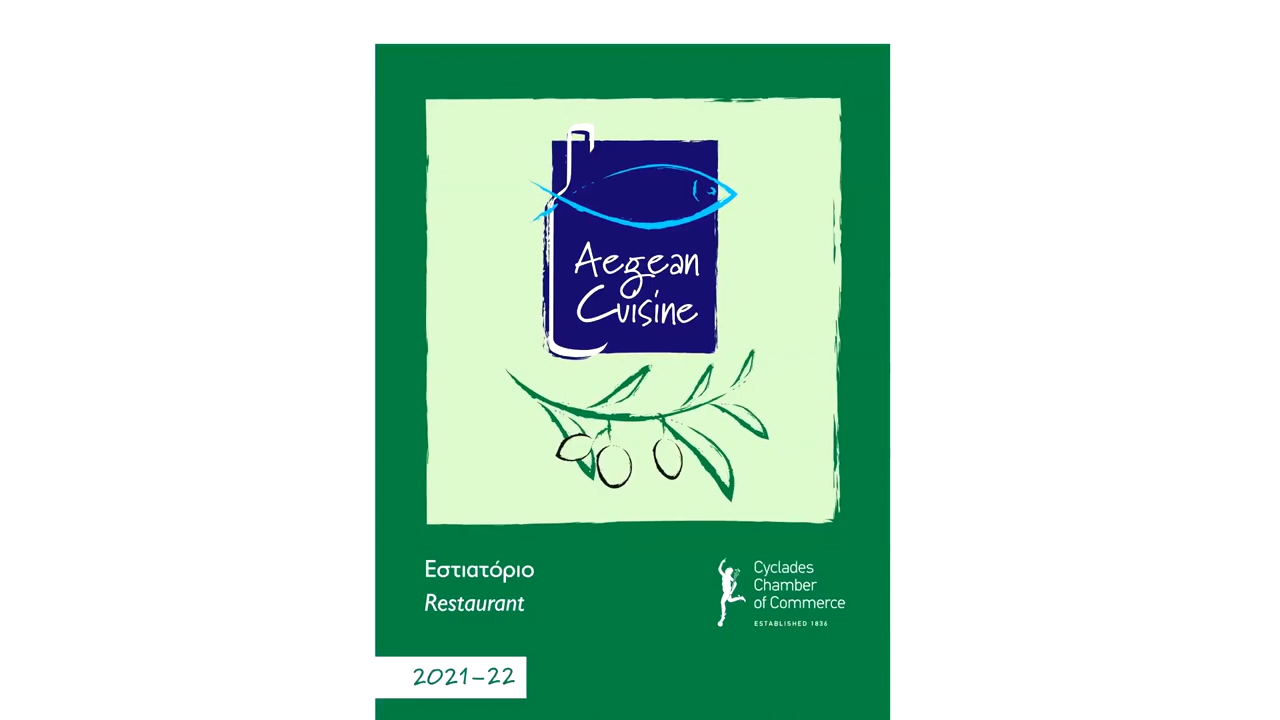 Aegean
Cuisine
Εστιατόριο
Restaurant
Cyclades
Chamber
of Commerce
ESTABLISHED 1836
2021-22